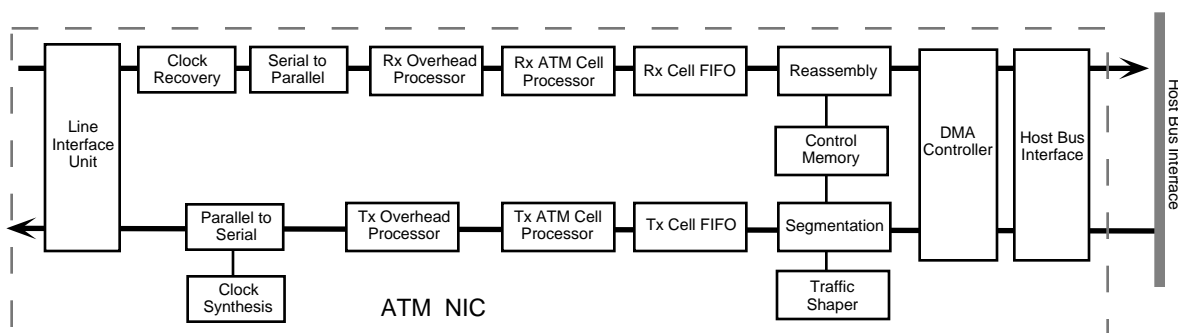 Clock
Recovery
Serial to
Parallel
Rx Overhead
Processor
Rx ATM Cell
Processor
Rx Cell FIFO
Reassembly
Line
Interface
Unit
Control
Memory
DMA
Controller
Host Bus
Interface
Host Bus Interface
Parallel to
Serial
Tx Overhead
Processor
Tx ATM Cell
Processor
Tx Cell FIFO
Segmentation
Clock
Synthesis
ATM NIC
Traffic
Shaper